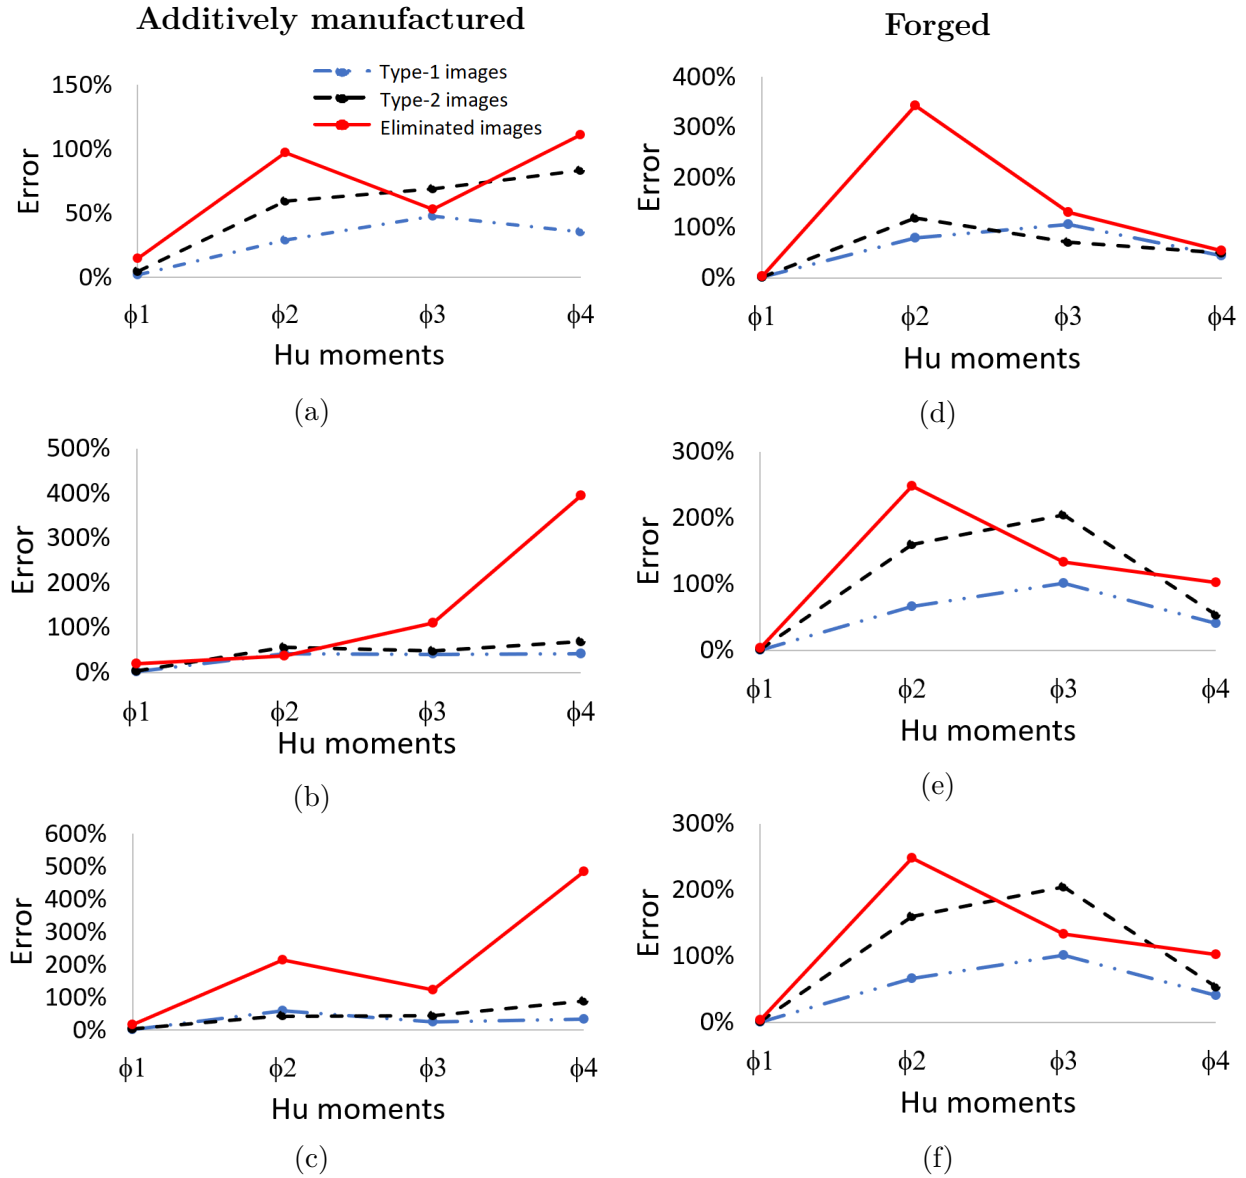 Additively manufactured
Forged
Type-1 images
Type-2 images
Eliminated images
150%
100%
50%
0%
Error
ϕ1 ϕ2 ϕ3 ϕ4
Hu moments
(a)
400%
300%
200%
100%
0%
Error
ϕ1 ϕ2 ϕ3 ϕ4
Hu moments
(d)
500%
400%
300%
200%
100%
0%
Error
ϕ1 ϕ2 ϕ3 ϕ4
Hu moments
(b)
300%
200%
100%
0%
Error
ϕ1 ϕ2 ϕ3 ϕ4
Hu moments
(e)
600%
500%
400%
300%
200%
100%
0%
Error
ϕ1 ϕ2 ϕ3 ϕ4
Hu moments
(c)
300%
200%
100%
0%
Error
ϕ1 ϕ2 ϕ3 ϕ4
Hu moments
(f)